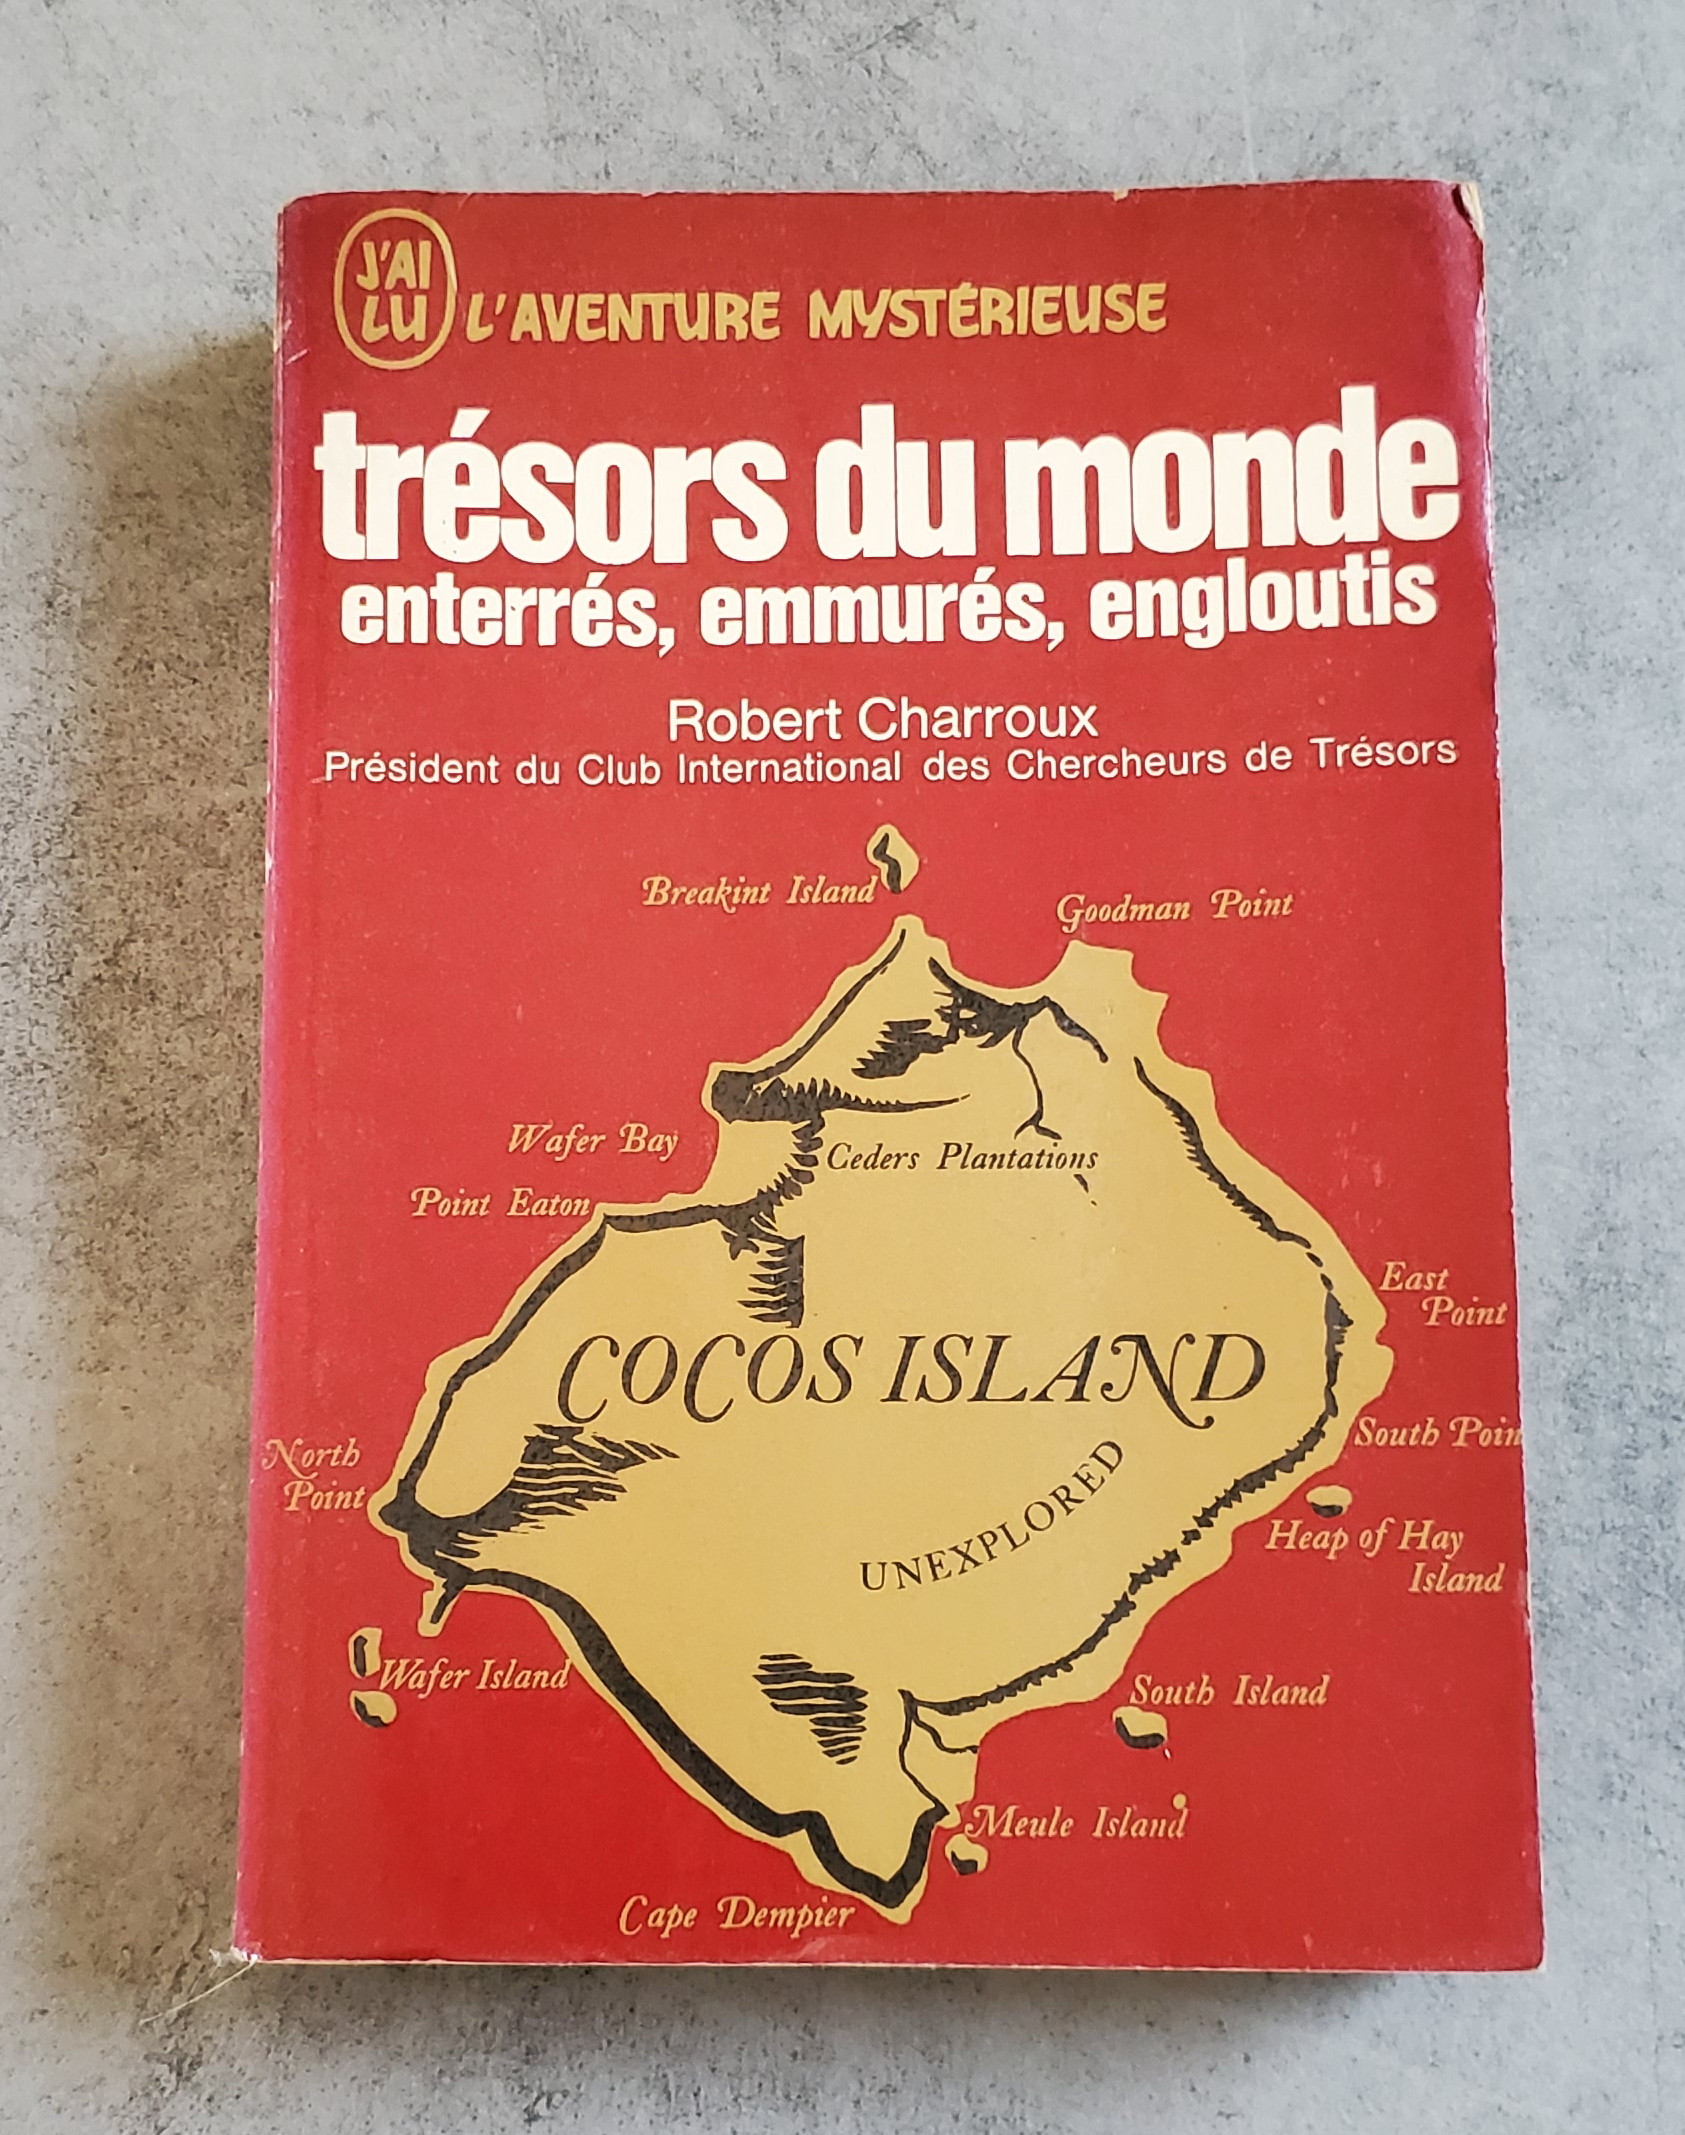 J'AI
LU
L'AVENTURE MYSTÉRIEUSE
trésors du monde
enterrés, emmurés, engloutis
Robert Charroux
Président du Club International des Chercheurs de Trésors
Breakint Island
Goodman Point
Wafer Bay
Ceders Plantations
Point Eaton
East
Point
COCOS ISLAND
South Poin
North
Point
UNEXPLORED
Heap of Hay
Island
Wafer Island
South Island
Meule Island
Cape Dempier